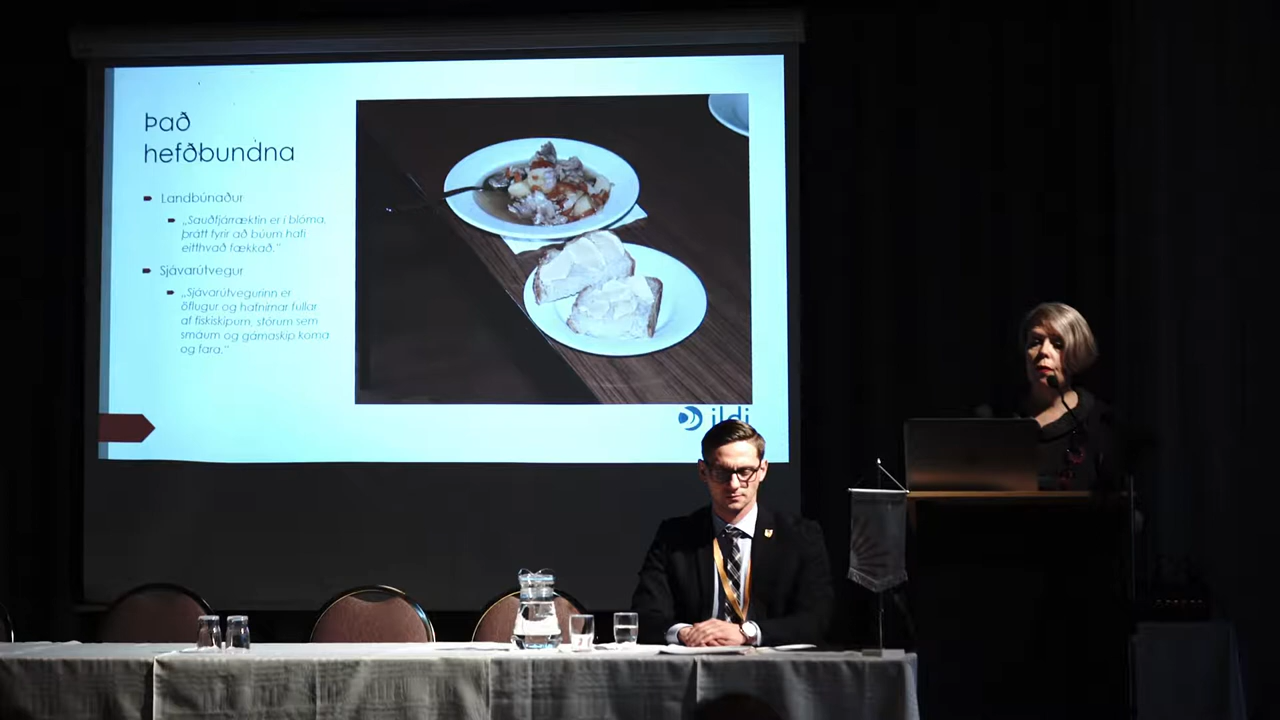 Það
hefðbundna
Landbúnaður
„Sauðfjárræktin er í blóma,
þrátt fyrir að búum hafi
eitthvað fækkað.“
Sjávarútvegur
„Sjávarútvegurinn er
öflugur og hafnirnar fullar
af fiskiskipum, stórum sem
smáum og gámaskip koma
og fara.“
ildi